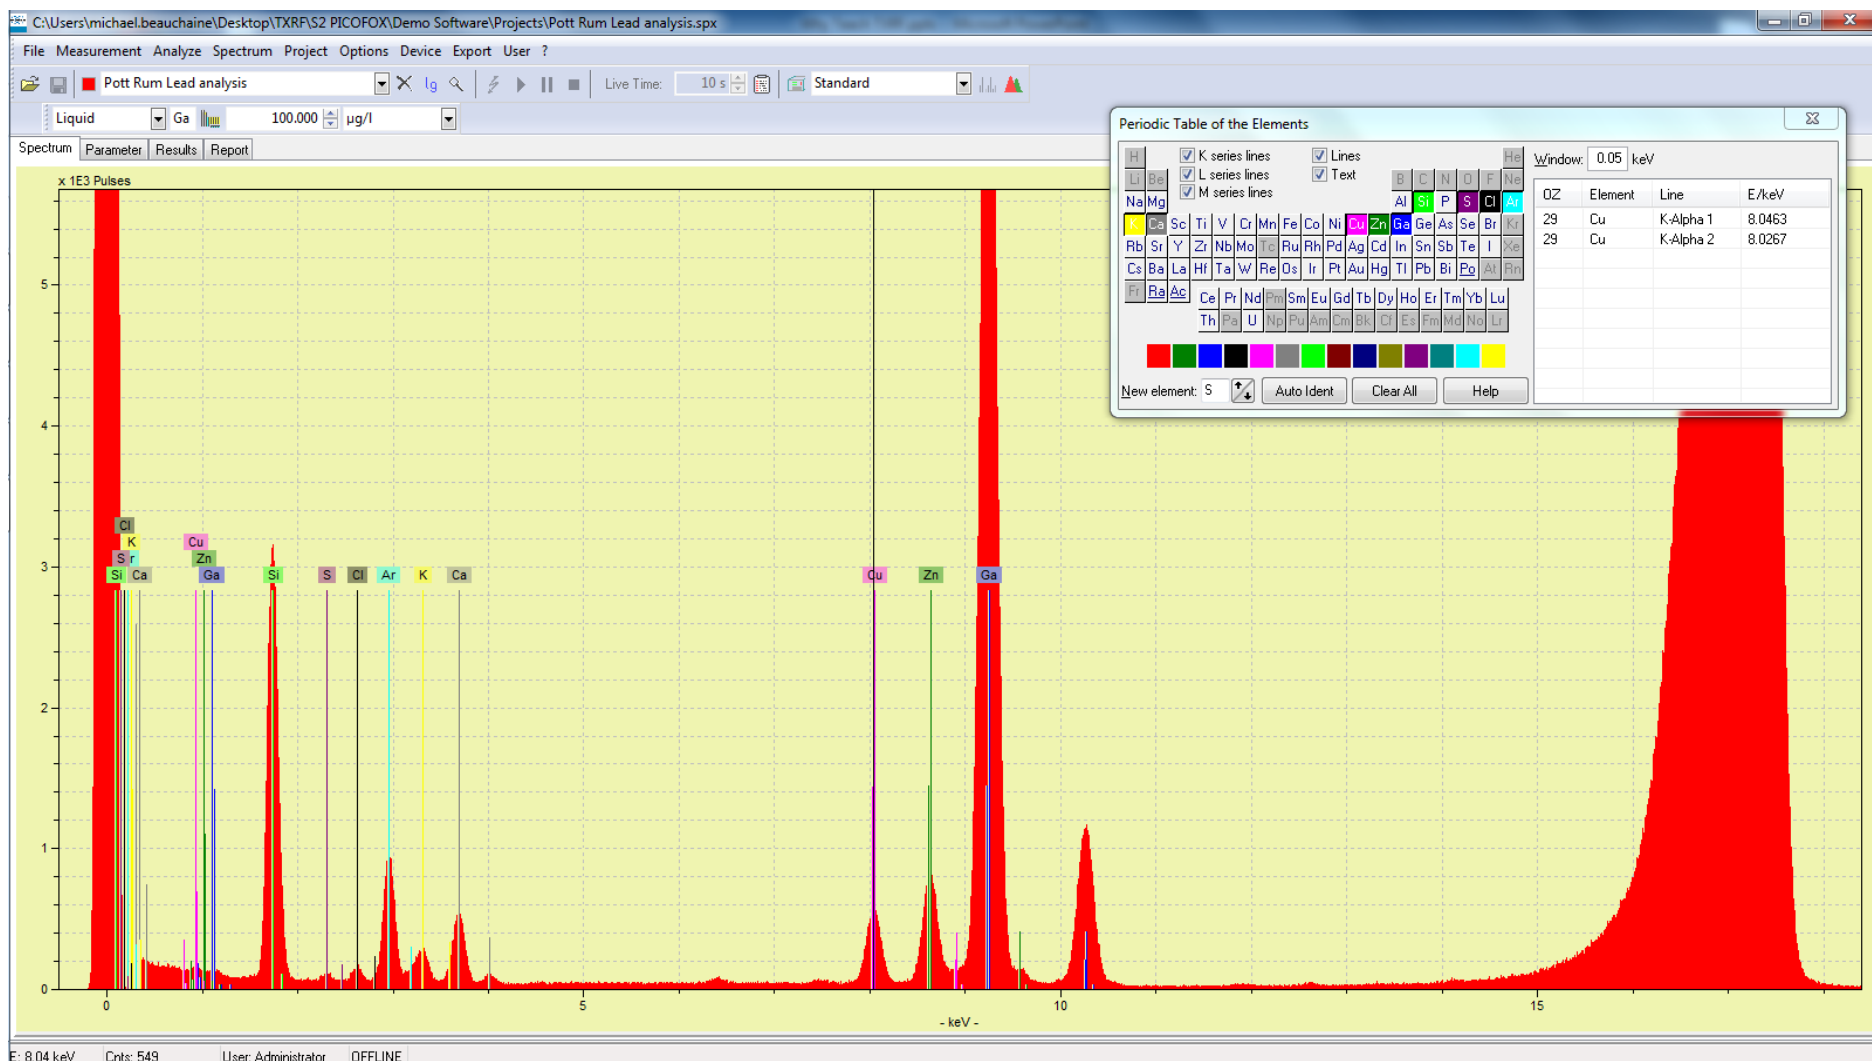 C:\Users\michael.beauchaine\Desktop\TXRF\S2 PICOFOX\Demo Software\Projects\Pott Rum Lead analysis.spx
File Measurement Analyze Spectrum Project Options Device Export User ?
Pott Rum Lead analysis lg Live Time: 10 s Standard
Liquid Ga 100.000 µg/l
Spectrum Parameter Results Report
x 1E3 Pulses
Periodic Table of the Elements
H K series lines Lines He Window: 0.05 keV
Li Be L series lines Text B C N O F Ne
M series lines
Na Mg Al Si P S Cl Ar
K Ca Sc Ti V Cr Mn Fe Co Ni Cu Zn Ga Ge As Se Br Kr
Rb Sr Y Zr Nb Mo Tc Ru Rh Pd Ag Cd In Sn Sb Te I Xe
Cs Ba La Hf Ta W Re Os Ir Pt Au Hg Tl Pb Bi Po At Rn
Fr Ra Ac Ce Pr Nd Pm Sm Eu Gd Tb Dy Ho Er Tm Yb Lu
Th Pa U Np Pu Am Cm Bk Cf Es Fm Md No Lr
New element: S Auto Ident Clear All Help
OZ Element Line E/keV
29 Cu K-Alpha 1 8.0463
29 Cu K-Alpha 2 8.0267
5
4
3
2
1
0
Cl
K Cu
S r Zn
Si Ca Ga Si S Cl Ar K Ca Cu Zn Ga
0 5 10 15
- keV -
E: 8.04 keV Cnts: 549 User: Administrator OFFLINE